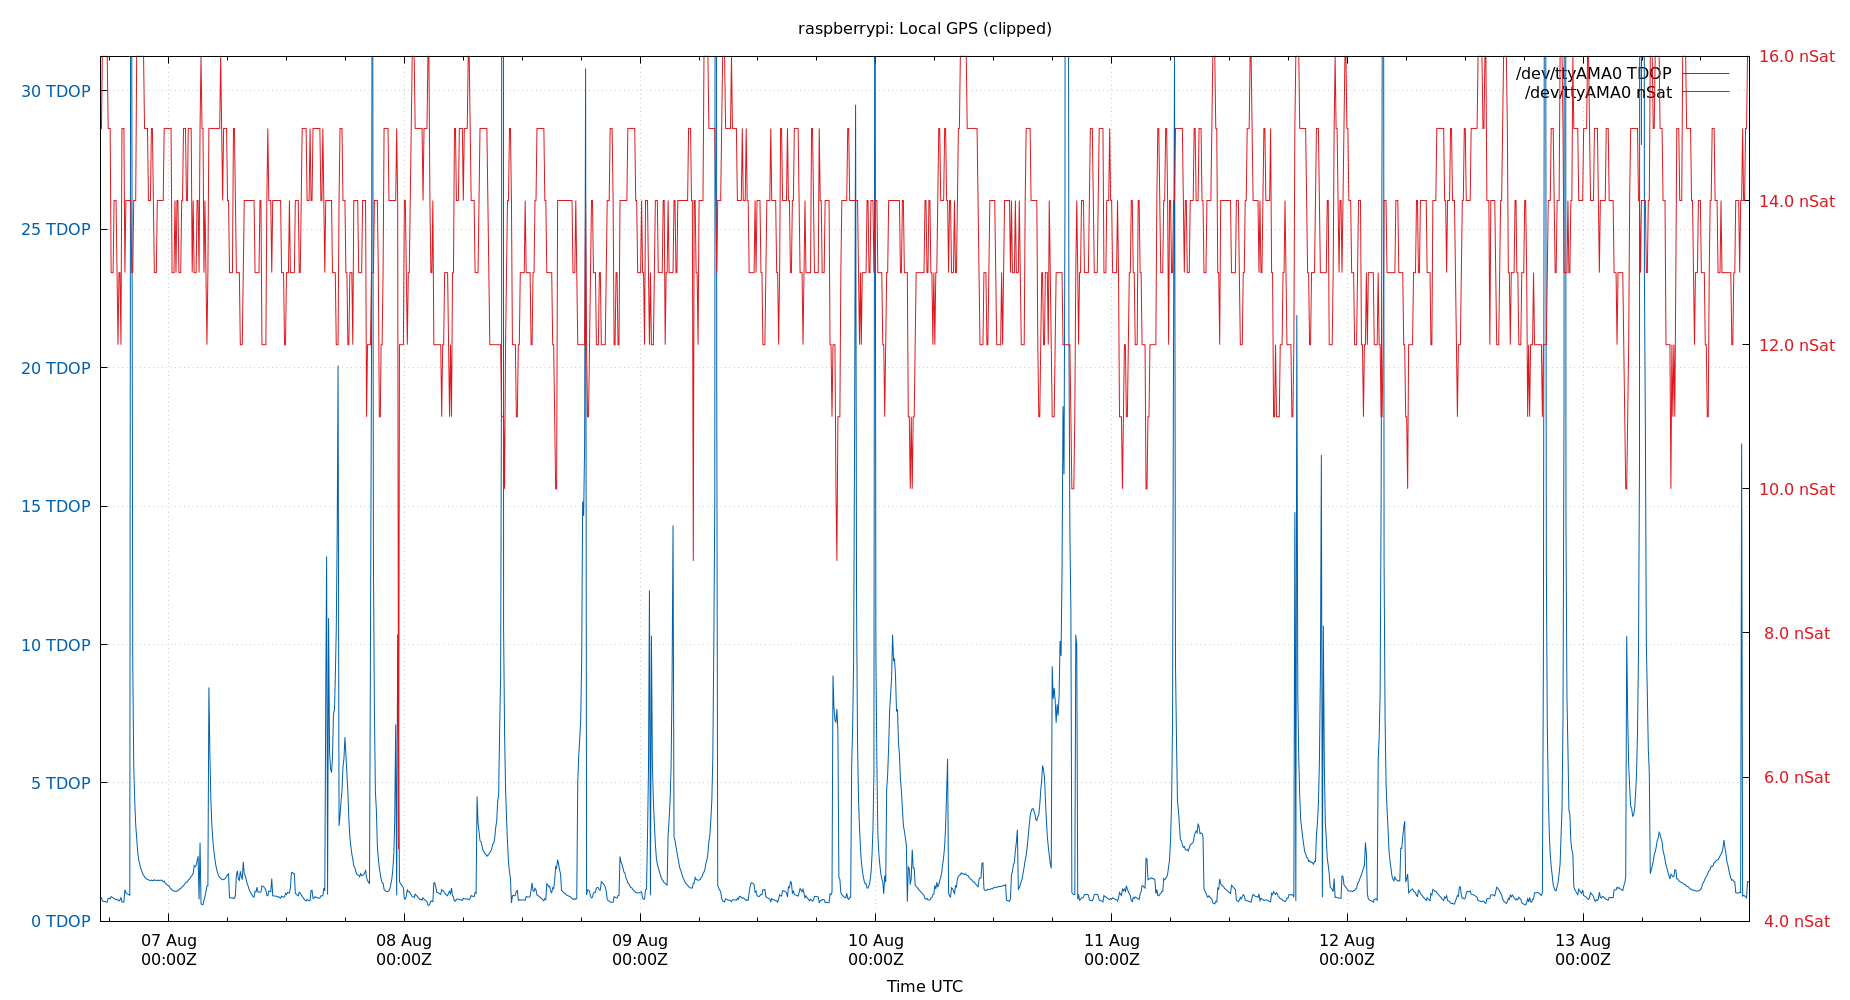 raspberrypi: Local GPS (clipped)
/dev/ttyAMA0 TDOP
/dev/ttyAMA0 nSat
30 TDOP
25 TDOP
20 TDOP
15 TDOP
10 TDOP
5 TDOP
0 TDOP
16.0 nSat
14.0 nSat
12.0 nSat
10.0 nSat
8.0 nSat
6.0 nSat
4.0 nSat
07 Aug
00:00Z
08 Aug
00:00Z
09 Aug
00:00Z
10 Aug
00:00Z
11 Aug
00:00Z
12 Aug
00:00Z
13 Aug
00:00Z
Time UTC